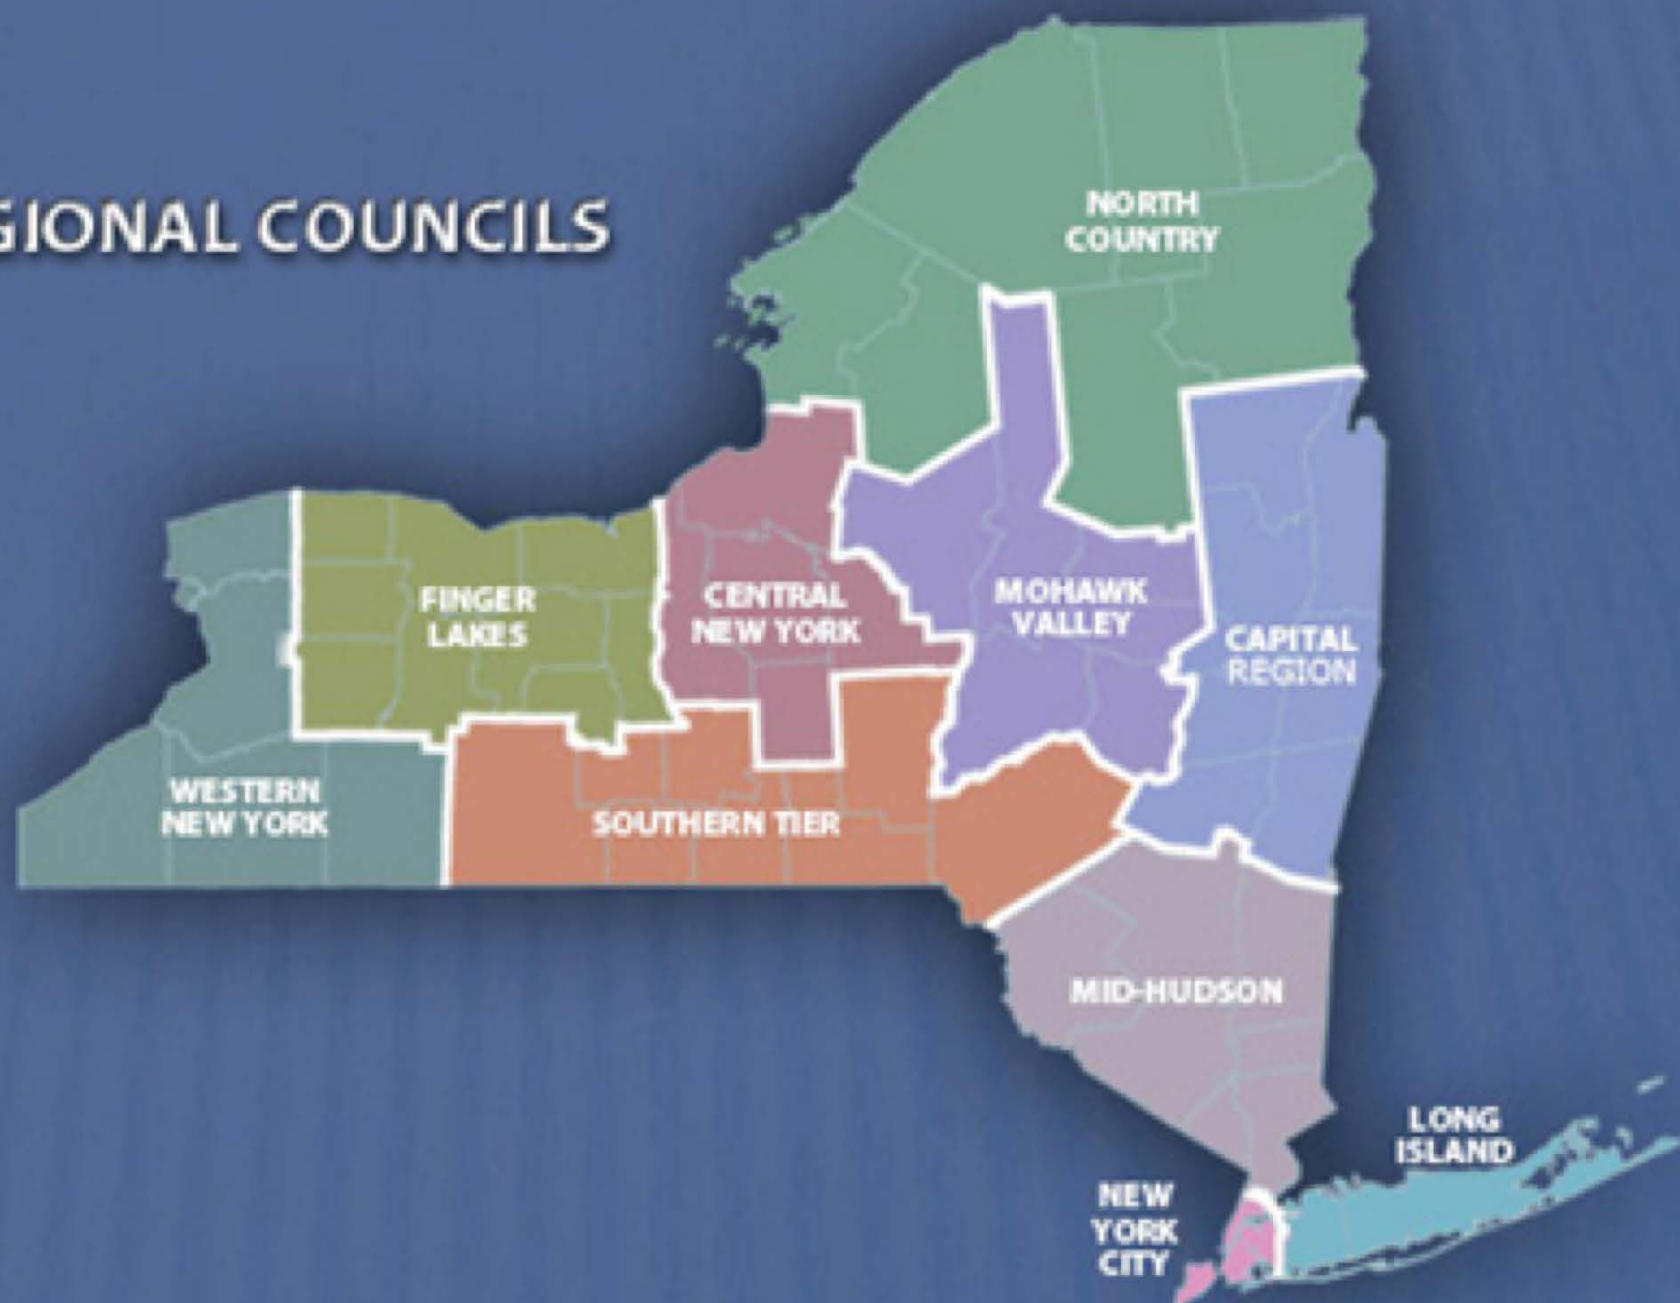 GIONAL COUNCILS
NORTH
COUNTRY
FINGER
LAKES
CENTRAL
NEW YORK
MOHAWK
VALLEY
CAPITAL
REGION
WESTERN
NEW YORK
SOUTHERN TIER
MID-HUDSON
LONG
ISLAND
NEW
YORK
CITY